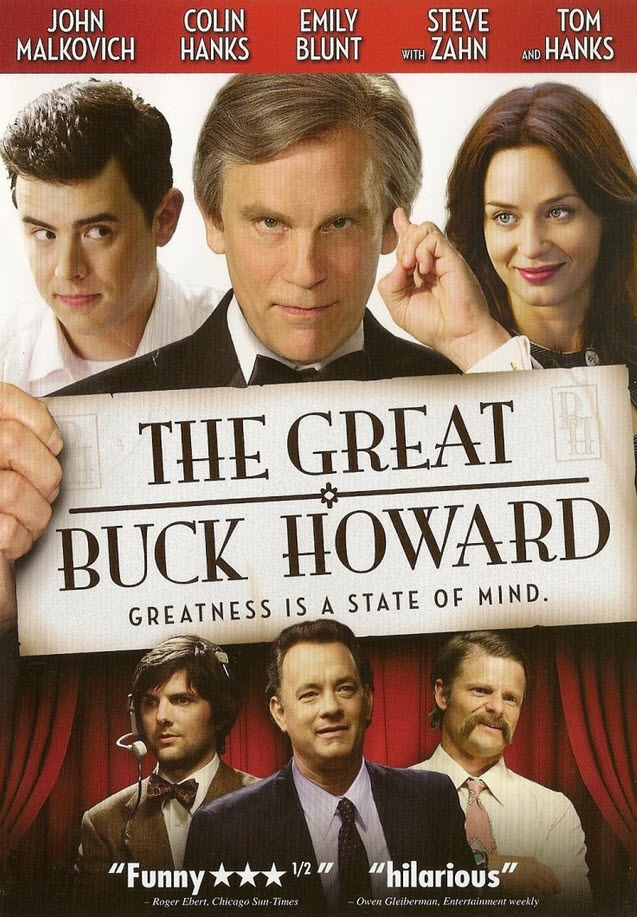 JOHN MALKOVICH
COLIN HANKS
EMILY BLUNT
WITH STEVE ZAHN
AND TOM HANKS
THE GREAT
BUCK HOWARD
GREATNESS IS A STATE OF MIND.
“Funny ★★★ 1/2”
– Roger Ebert, Chicago Sun-Times
“hilarious”
– Owen Gleiberman, Entertainment weekly